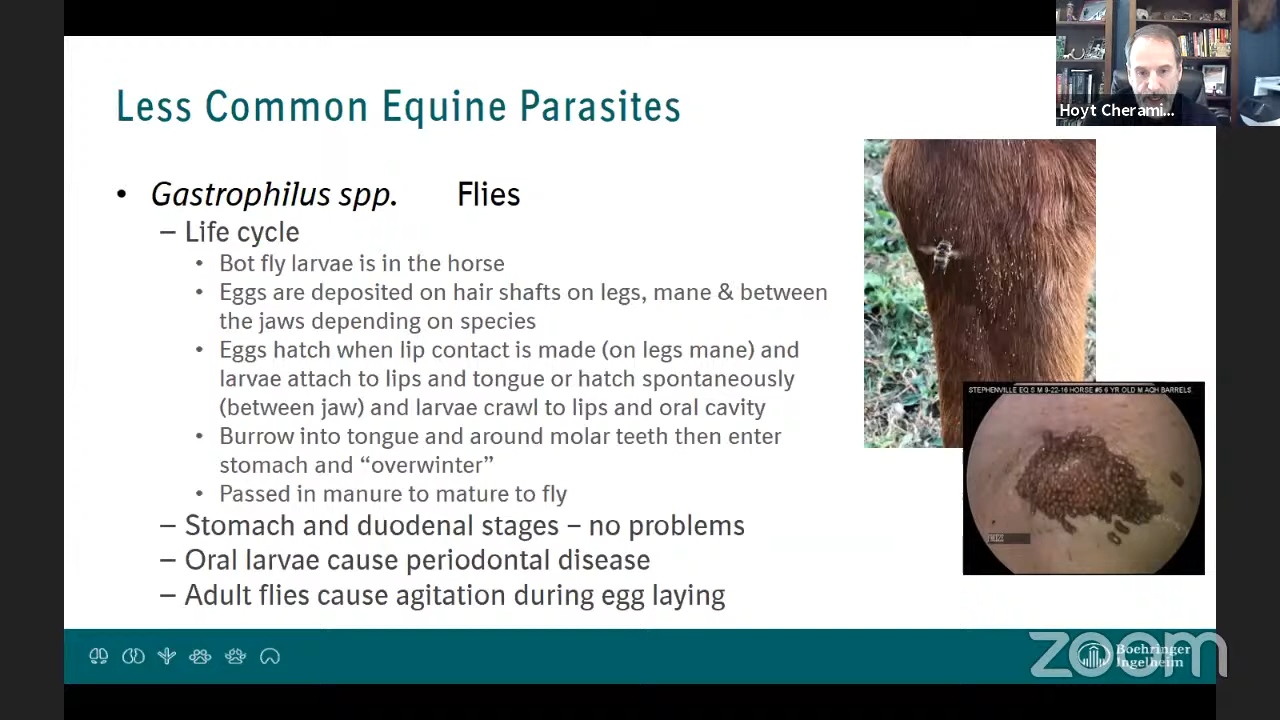 Less Common Equine Parasites
Hoyt Cherami...
• Gastrophilus spp. Flies
– Life cycle
• Bot fly larvae is in the horse
• Eggs are deposited on hair shafts on legs, mane & between
the jaws depending on species
• Eggs hatch when lip contact is made (on legs mane) and
larvae attach to lips and tongue or hatch spontaneously
(between jaw) and larvae crawl to lips and oral cavity
• Burrow into tongue and around molar teeth then enter
stomach and “overwinter”
• Passed in manure to mature to fly
– Stomach and duodenal stages – no problems
– Oral larvae cause periodontal disease
– Adult flies cause agitation during egg laying
STEPHENVILLE EQ S M 9-22-16 HORSE #5 6 YR OLD M AQH BARRELS
Boehringer
Ingelheim
zoom